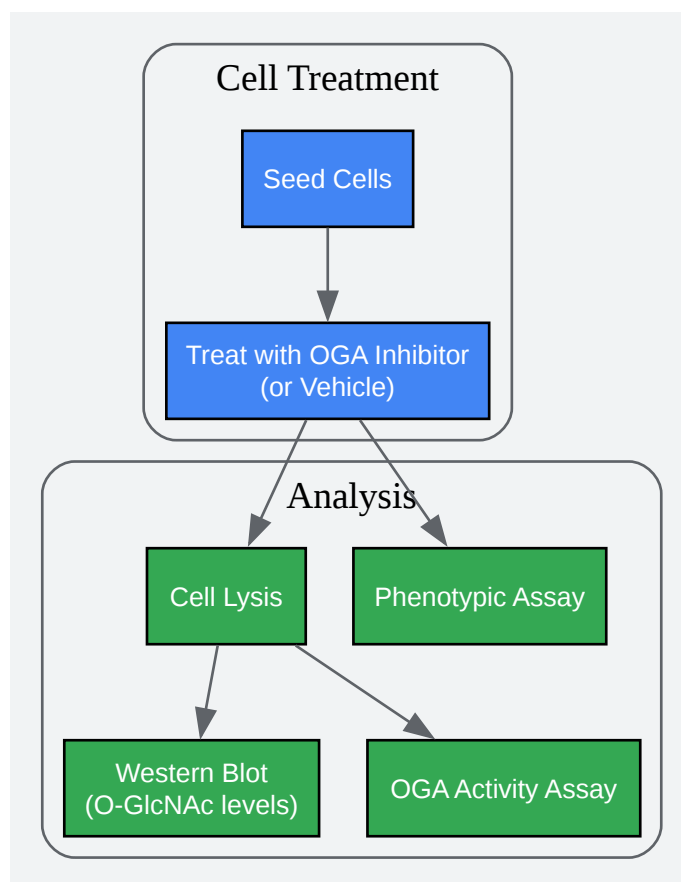 Cell Treatment
Seed Cells
Treat with OGA Inhibitor
(or Vehicle)
Analysis
Cell Lysis
Phenotypic Assay
Western Blot
(O-GlcNAc levels)
OGA Activity Assay